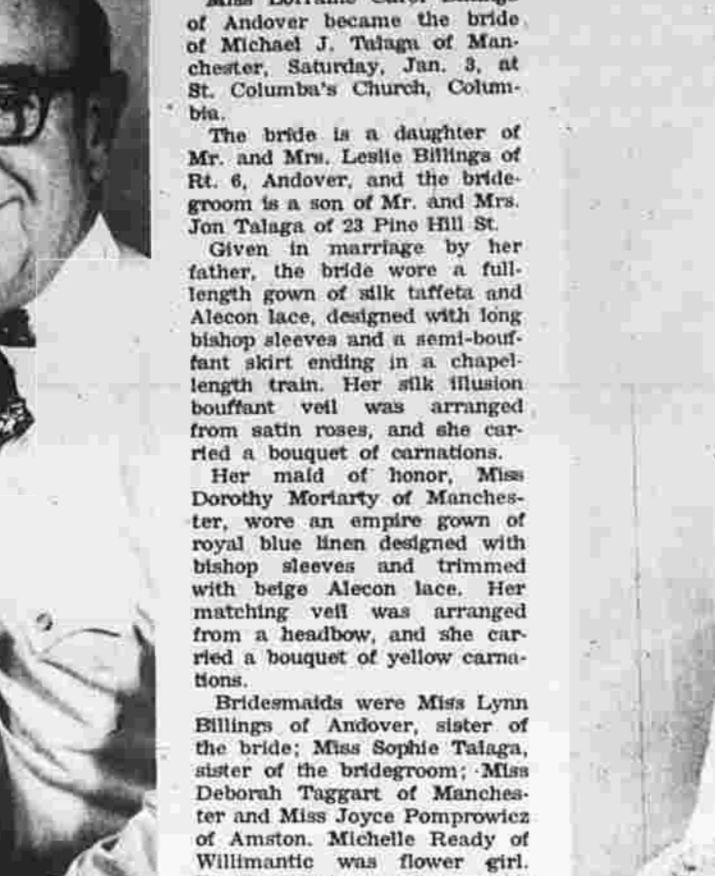 Miss Lorraine Carol Billings
of Andover became the bride
of Michael J. Talaga of Man-
chester, Saturday, Jan. 3, at
St. Columba's Church, Colum-
bia.
The bride is a daughter of
Mr. and Mrs. Leslie Billings of
Rt. 6, Andover, and the bride-
groom is a son of Mr. and Mrs.
Jon Talaga of 23 Pine Hill St.
Given in marriage by her
father, the bride wore a full-
length gown of silk taffeta and
Alecon lace, designed with long
bishop sleeves and a semi-bouf-
fant skirt ending in a chapel-
length train. Her silk illusion
bouffant veil was arranged
from satin roses, and she car-
ried a bouquet of carnations.
Her maid of honor, Miss
Dorothy Moriarty of Manches-
ter, wore an empire gown of
royal blue linen designed with
bishop sleeves and trimmed
with beige Alecon lace. Her
matching veil was arranged
from a headbow, and she car-
ried a bouquet of yellow carna-
tions.
Bridesmaids were Miss Lynn
Billings of Andover, sister of
the bride; Miss Sophie Talaga,
sister of the bridegroom; Miss
Deborah Taggart of Manches-
ter and Miss Joyce Pomprowicz
of Amston. Michelle Ready of
Willimantic was flower girl.